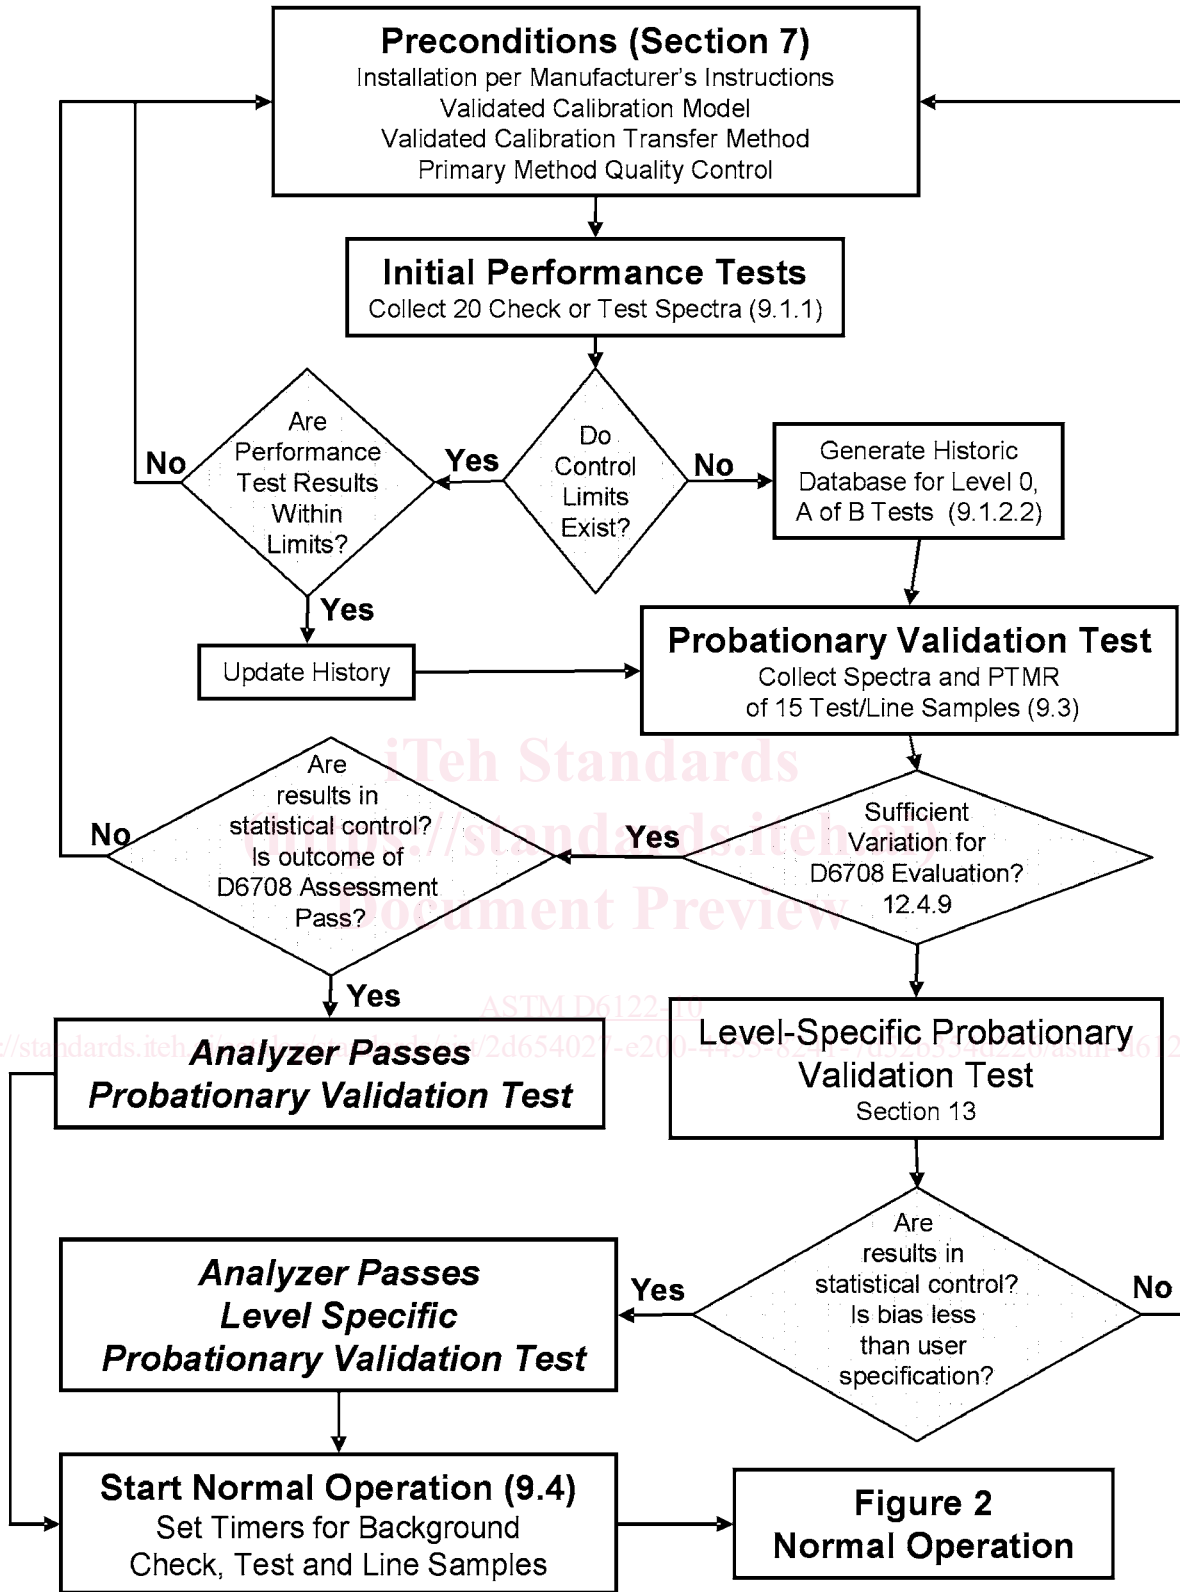 Preconditions (Section 7)
Installation per Manufacturer's Instructions
Validated Calibration Model
Validated Calibration Transfer Method
Primary Method Quality Control
Initial Performance Tests
Collect 20 Check or Test Spectra (9.1.1)
Are
Performance
Test Results
Within
Limits?
No
Yes
Do
Control
Limits
Exist?
No
Generate Historic
Database for Level 0,
A of B Tests (9.1.2.2)
Yes
Update History
Probationary Validation Test
Collect Spectra and PTMR
of 15 Test/Line Samples (9.3)
iTeh Standards
(https://standards.iteh.ai)
Document Preview
Are
results in
statistical control?
Is outcome of
D6708 Assessment
Pass?
No
Yes
Sufficient
Variation for
D6708 Evaluation?
12.4.9
Yes
ASTM D6122-10
Analyzer Passes
Probationary Validation Test
Level-Specific Probationary
Validation Test
Section 13
Analyzer Passes
Level Specific
Probationary Validation Test
Yes
Are
results in
statistical control?
Is bias less
than user
specification?
No
Start Normal Operation (9.4)
Set Timers for Background
Check, Test and Line Samples
Figure 2
Normal Operation